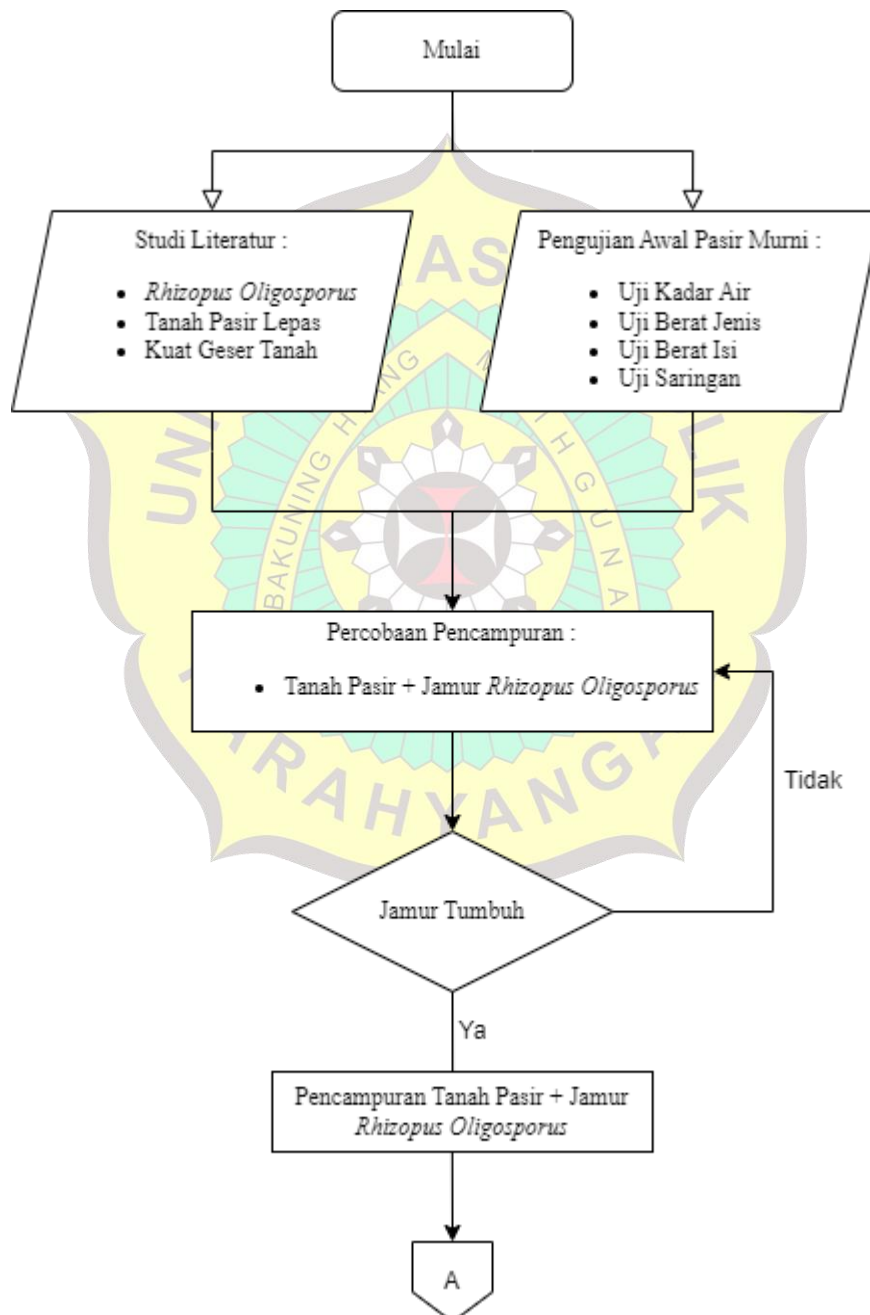 Mulai
Studi Literatur :
• Rhizopus Oligosporus
• Tanah Pasir Lepas
• Kuat Geser Tanah
Pengujian Awal Pasir Murni :
• Uji Kadar Air
• Uji Berat Jenis
• Uji Berat Isi
• Uji Saringan
BAKUNING
Percobaan Pencampuran :
• Tanah Pasir + Jamur Rhizopus Oligosporus
Tidak
Jamur Tumbuh
Ya
Pencampuran Tanah Pasir + Jamur
Rhizopus Oligosporus
A